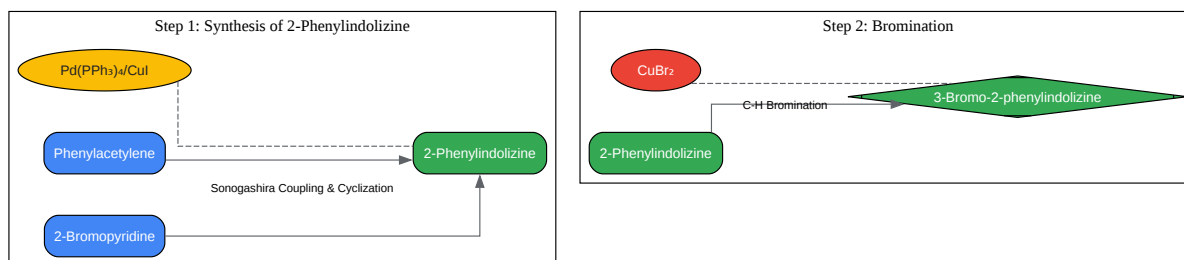 Step 1: Synthesis of 2-Phenylindolizine
Pd(PPh₃)₄/CuI
Phenylacetylene
2-Phenylindolizine
Sonogashira Coupling & Cyclization
2-Bromopyridine
Step 2: Bromination
CuBr₂
3-Bromo-2-phenylindolizine
C-H Bromination
2-Phenylindolizine